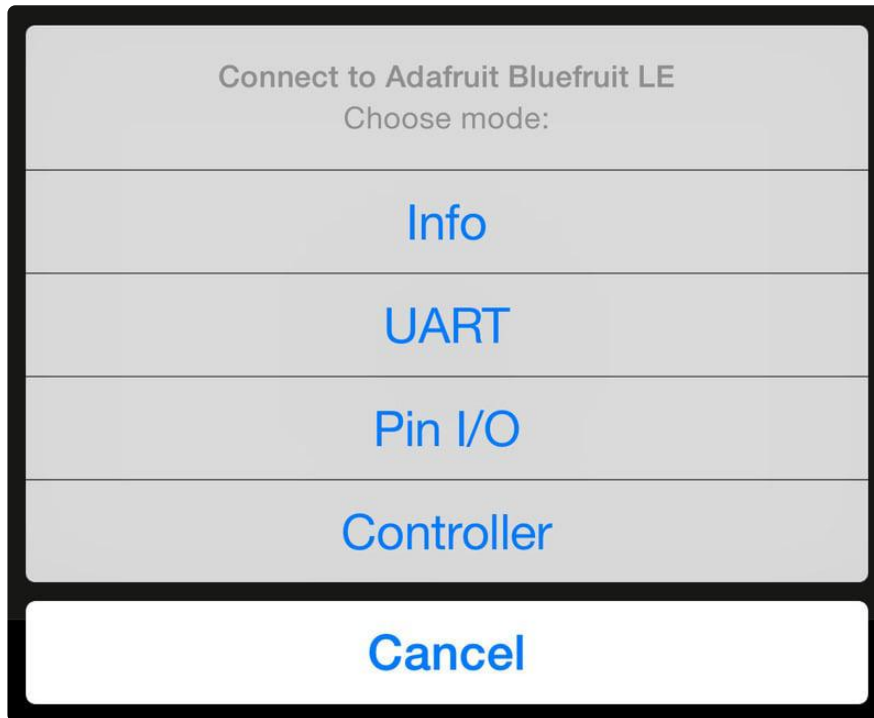 Connect to Adafruit Bluefruit LE
Choose mode:
Info
UART
Pin I/O
Controller
Cancel